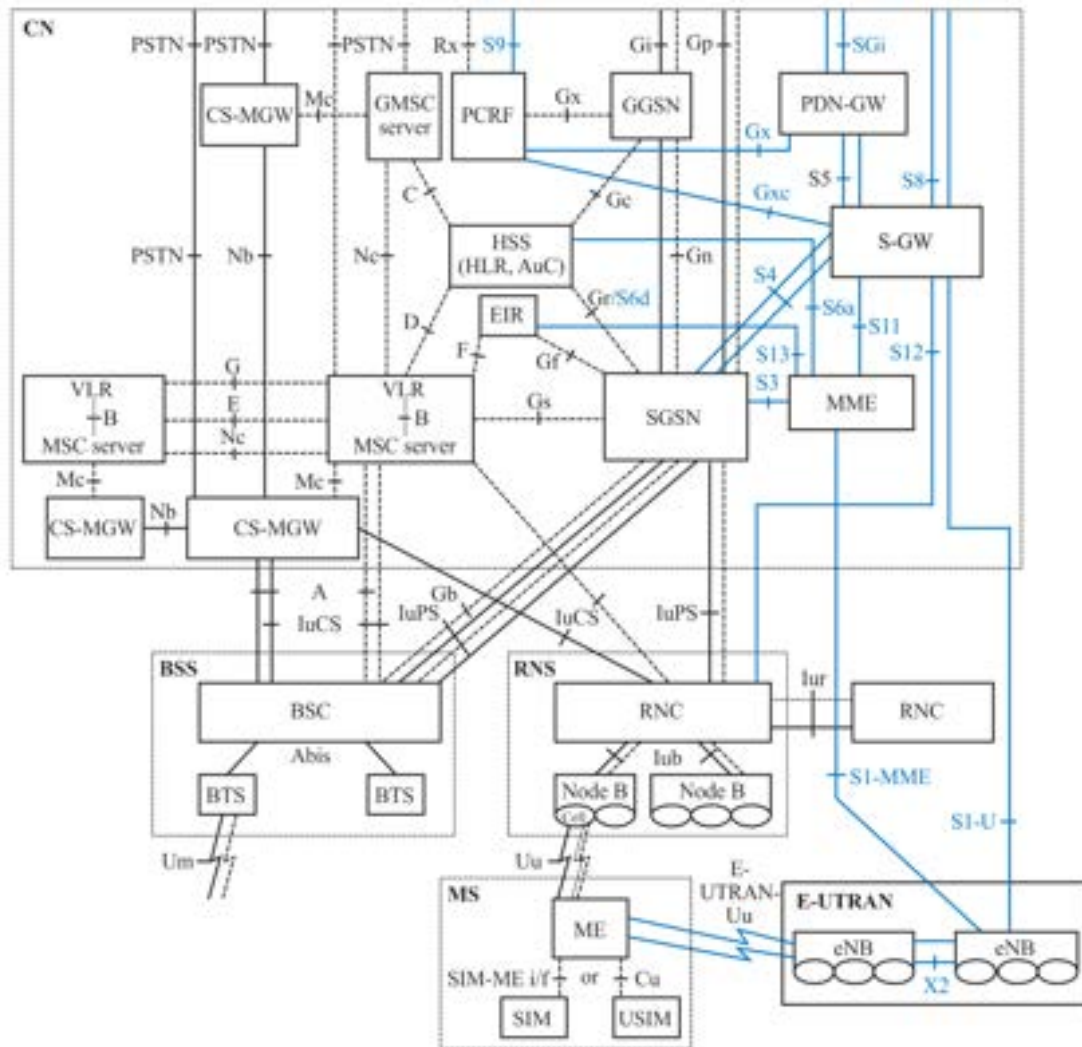 CN
PSTN
PSTN
PSTN
Rx
S9
Gi
Gp
SGi
CS-MGW
Mc
GMSC
server
PCRF
Gx
GGSN
PDN-GW
Gx
C
Gc
Gxc
S5
S8
PSTN
Nb
Nc
HSS
(HLR, AuC)
Gn
S-GW
S4
D
EIR
Gr/S6d
S6a
S11
F
Gf
S13
S12
G
S3
VLR
B
MSC server
E
Nc
VLR
B
MSC server
Gs
SGSN
MME
Mc
Mc
CS-MGW
Nb
CS-MGW
A
IuCS
IuPS
Gb
IuCS
IuPS
BSS
RNS
Iur
BSC
RNC
RNC
Abis
Iub
BTS
BTS
Node B
Cell
Node B
S1-MME
S1-U
Um
Uu
E-
UTRAN-
Uu
MS
E-UTRAN
ME
eNB
eNB
X2
SIM-ME i/f
or
Cu
SIM
USIM